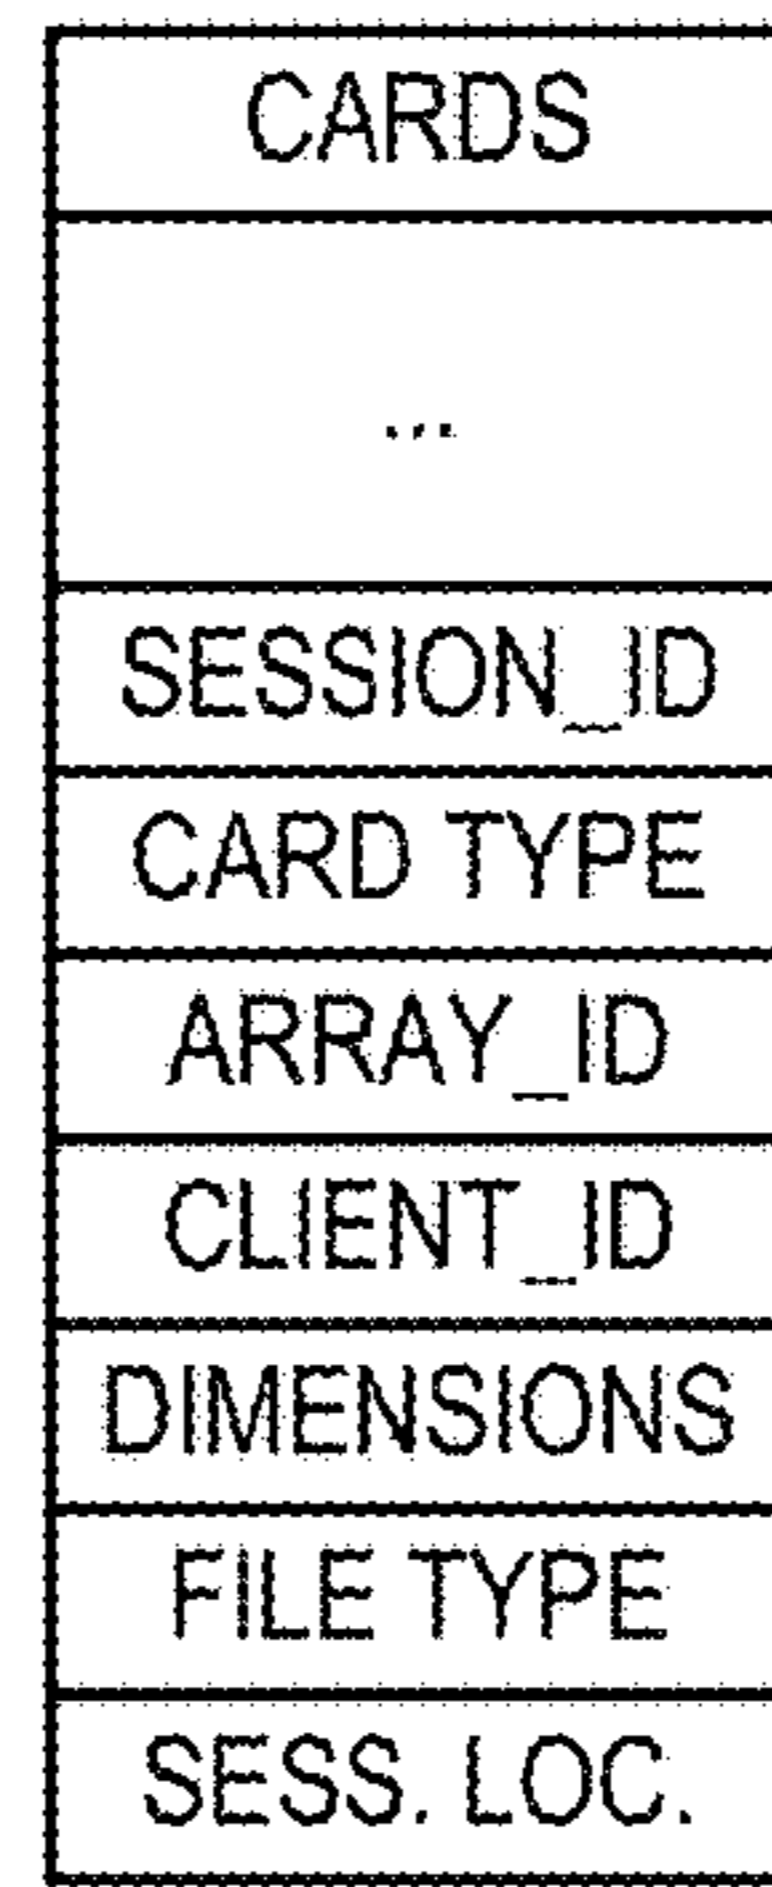 CARDS
...
SESSION_ID
CARD TYPE
ARRAY_ID
CLIENT_ID
DIMENSIONS
FILE TYPE
SESS. LOC.